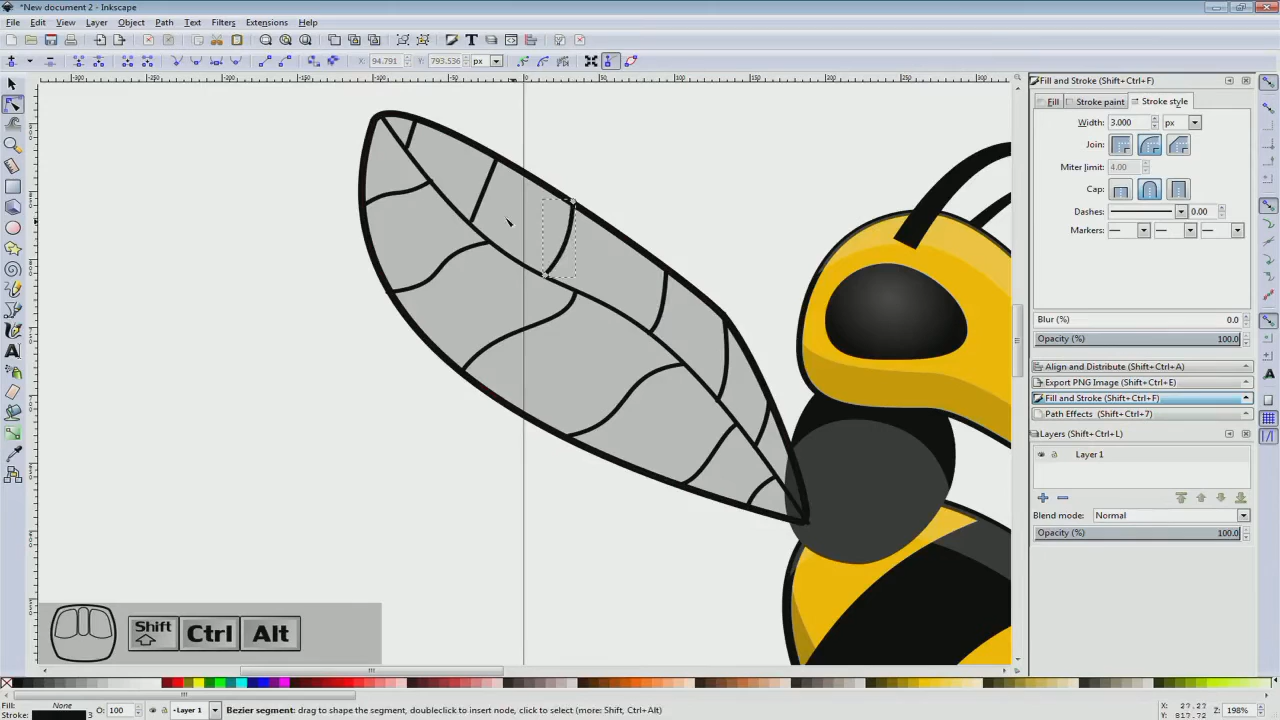 *New document 2 - Inkscape
File Edit View Layer Object Path Text Filters Extensions Help
X: 94.791 Y: 793.536 px
Fill and Stroke (Shift+Ctrl+F)
Fill Stroke paint Stroke style
Width: 3.000 px
Join:
Miter limit: 4.00
Cap:
Dashes: 0.00
Markers:
Blur (%) 0.0
Opacity (%) 100.0
Align and Distribute (Shift+Ctrl+A)
Export PNG Image (Shift+Ctrl+E)
Fill and Stroke (Shift+Ctrl+F)
Path Effects (Shift+Ctrl+7)
Layers (Shift+Ctrl+L)
Layer 1
Blend mode: Normal
Opacity (%) 100.0
Shift Ctrl Alt
Fill: None
Stroke: 3
O: 100
Layer 1
Bezier segment: drag to shape the segment, doubleclick to insert node, click to select (more: Shift, Ctrl+Alt)
Z: 198%